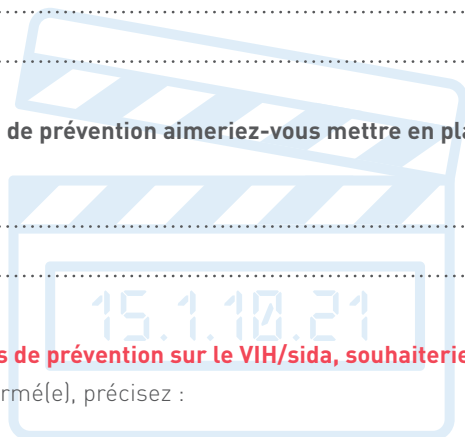 de prévention aimeriez-vous mettre en pla
15.1.10.21
s de prévention sur le VIH/sida, souhaiterie
rmé(e), précisez :